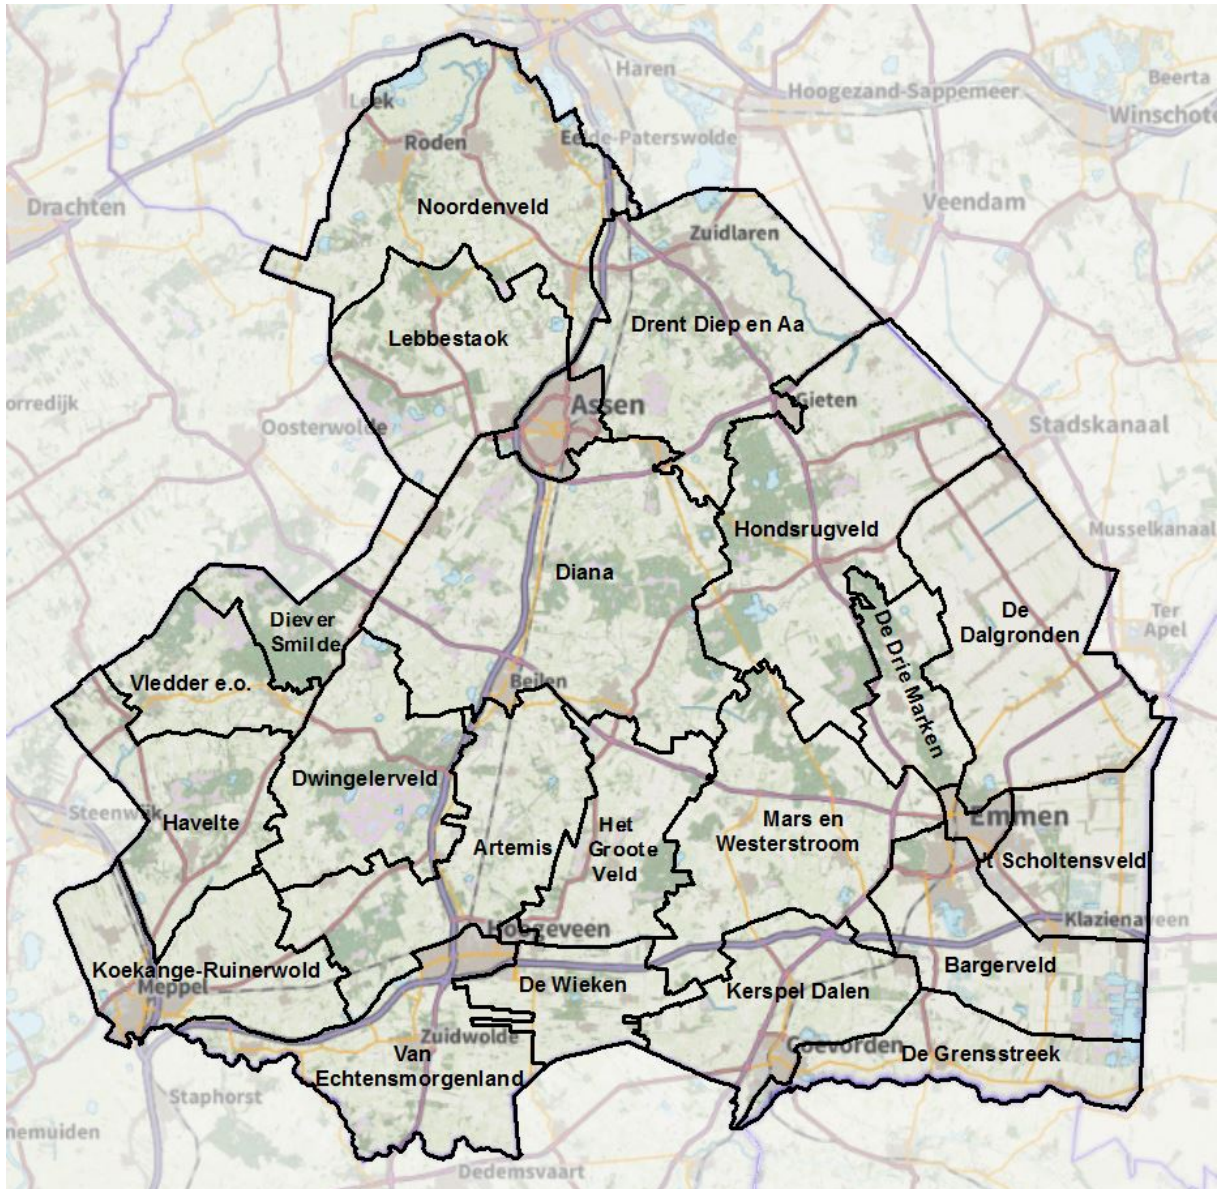 Haren
Beerta
Hoogezand-Sappemeer
Leek
Winschote
Eelde-Paterswolde
Roden
Drachten
Noordenveld
Veendam
Zuidlaren
Drent Diep en Aa
Lebbestaok
orredijk
Assen
Gieten
Oosterwolde
Stadskanaal
Hondsrugveld
Musselkanaal
Diana
De
Dalgronden
Ter
Apel
Diever
Smilde
De Drie Marken
Vledder e.o.
Beilen
Dwingelerveld
Steenwijk
Havelte
Artemis
Het
Groote
Veld
Mars en
Westerstroom
Emmen
't Scholtensveld
Klazienaveen
Hoogeveen
Koekange-Ruinerwold
Meppel
De Wieken
Kerspel Dalen
Bargerveld
Zuidwolde
Van
Echtensmorgenland
Coevorden
De Grensstreek
Staphorst
nemuiden
Dedemsvaart